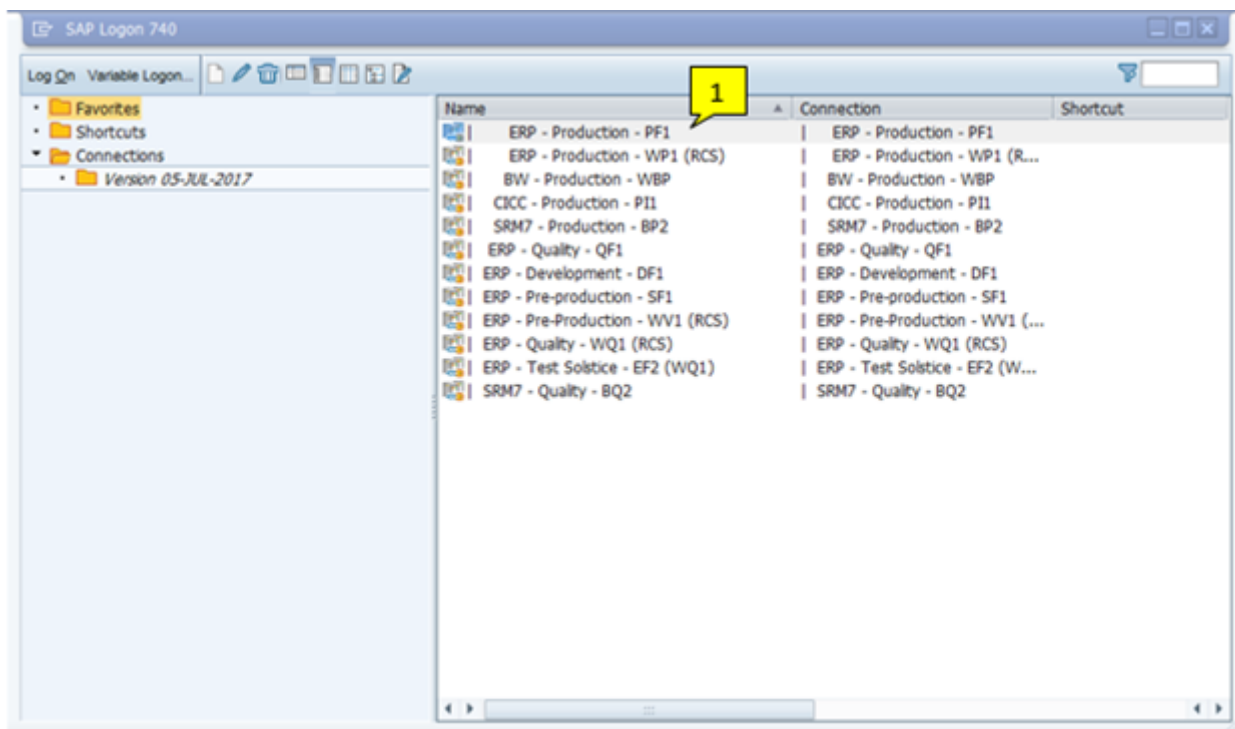 SAP Logon 740
Log On Variable Logon...
Favorites
Shortcuts
Connections
Version 05-JUL-2017
1
Name Connection Shortcut
| ERP - Production - PF1 | ERP - Production - PF1
| ERP - Production - WP1 (RCS) | ERP - Production - WP1 (R...
| BW - Production - WBP | BW - Production - WBP
| CICC - Production - PI1 | CICC - Production - PI1
| SRM7 - Production - BP2 | SRM7 - Production - BP2
| ERP - Quality - QF1 | ERP - Quality - QF1
| ERP - Development - DF1 | ERP - Development - DF1
| ERP - Pre-production - SF1 | ERP - Pre-production - SF1
| ERP - Pre-Production - WV1 (RCS) | ERP - Pre-Production - WV1 (...
| ERP - Quality - WQ1 (RCS) | ERP - Quality - WQ1 (RCS)
| ERP - Test Solstice - EF2 (WQ1) | ERP - Test Solstice - EF2 (W...
| SRM7 - Quality - BQ2 | SRM7 - Quality - BQ2